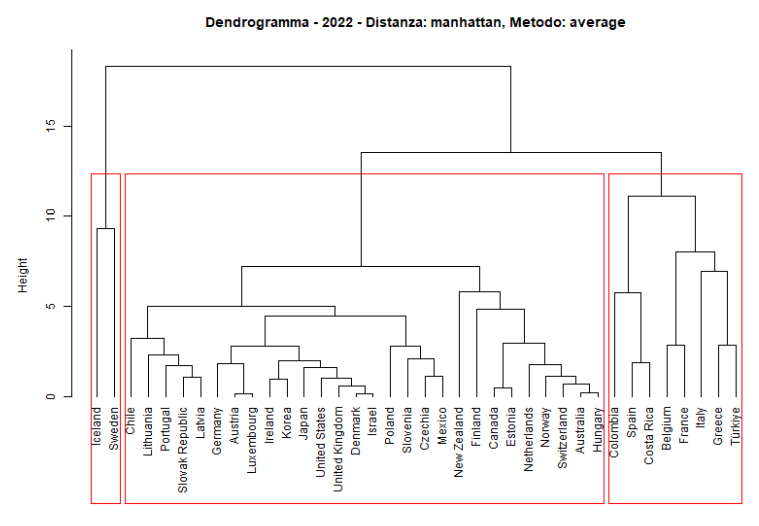 Dendrogramma - 2022 - Distanza: manhattan, Metodo: average
Height
0
5
10
15
Iceland
Sweden
Chile
Lithuania
Portugal
Slovak Republic
Latvia
Germany
Austria
Luxembourg
Ireland
Korea
Japan
United States
United Kingdom
Denmark
Israel
Poland
Slovenia
Czechia
Mexico
New Zealand
Finland
Canada
Estonia
Netherlands
Norway
Switzerland
Australia
Hungary
Colombia
Spain
Costa Rica
Belgium
France
Italy
Greece
Türkiye